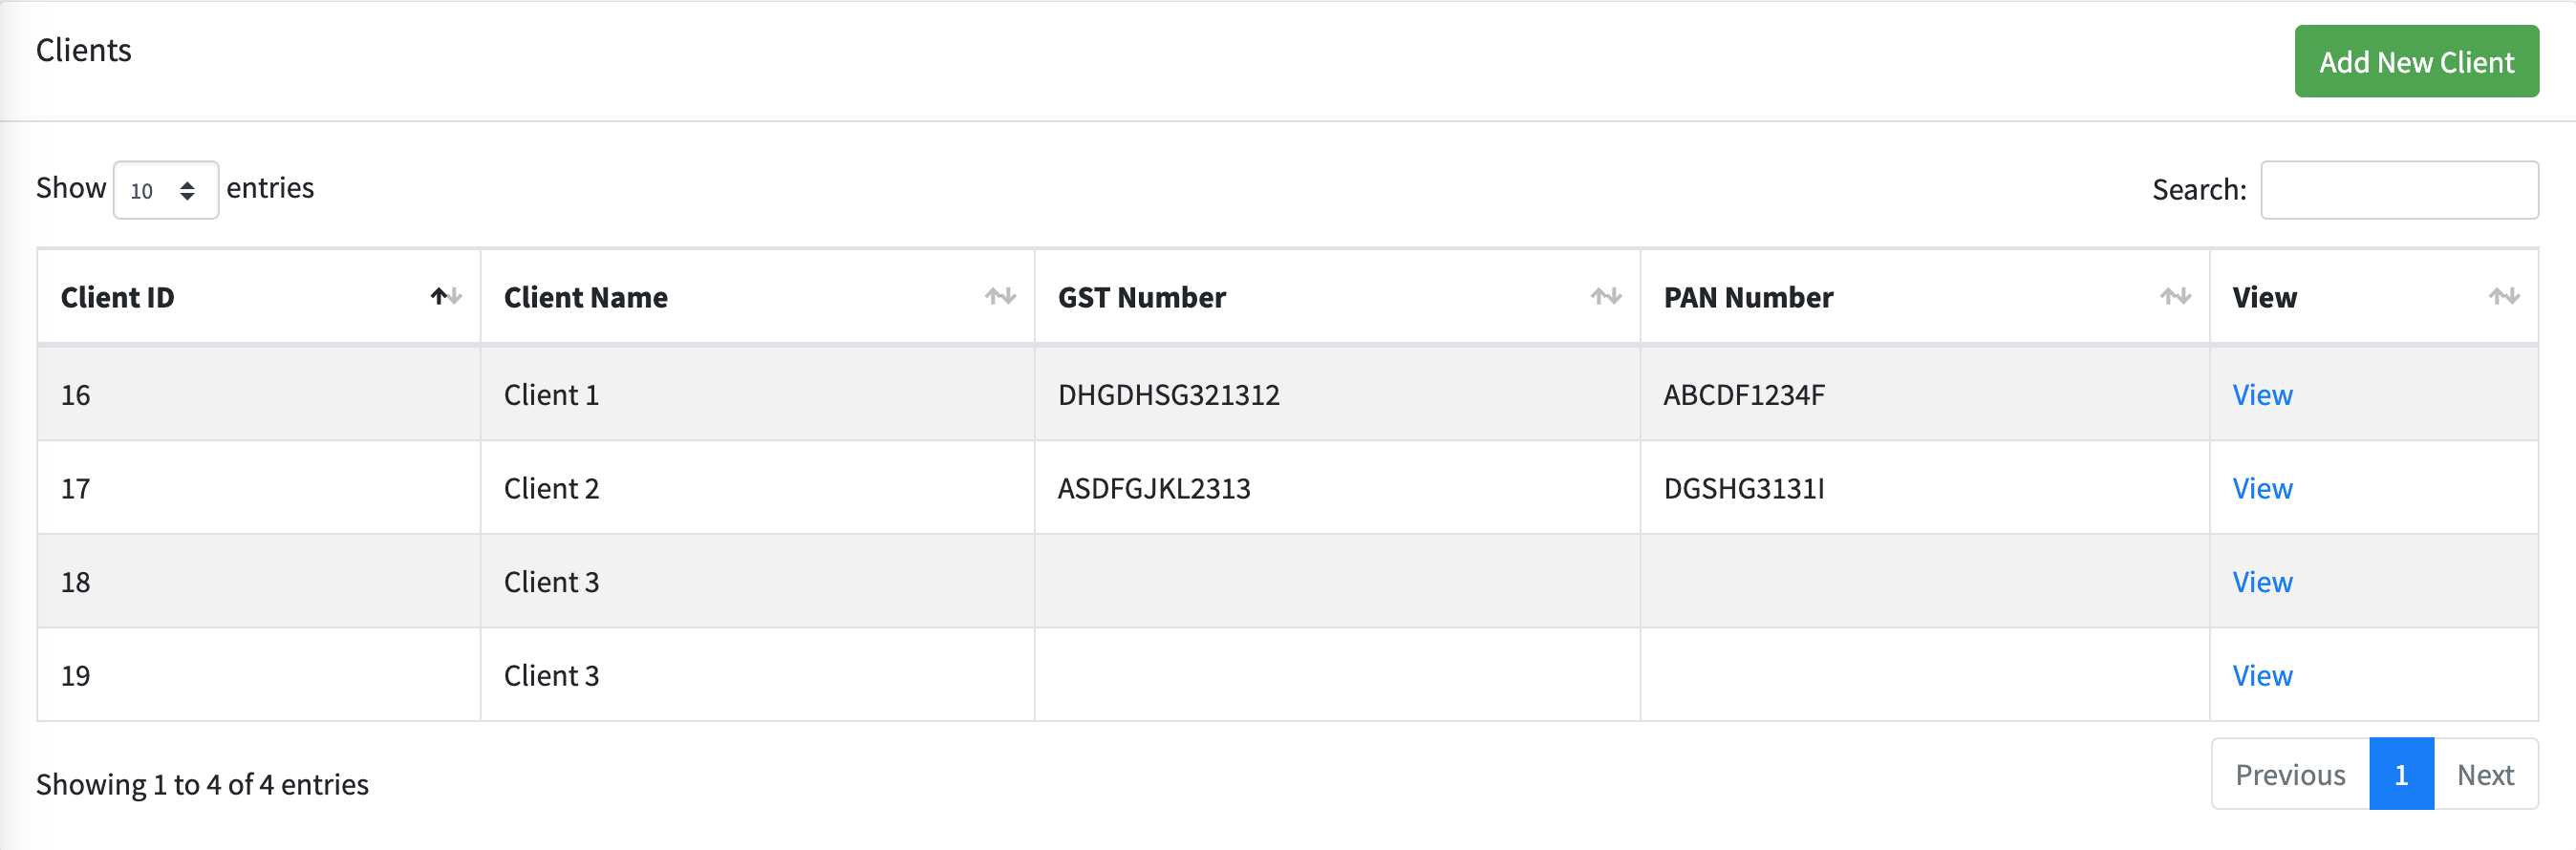 Clients
Add New Client
Show 10 entries
Search:
Client ID Client Name GST Number PAN Number View
16 Client 1 DHGDHSG321312 ABCDF1234F View
17 Client 2 ASDFGJKL2313 DGSHG3131I View
18 Client 3 View
19 Client 3 View
Showing 1 to 4 of 4 entries
Previous 1 Next